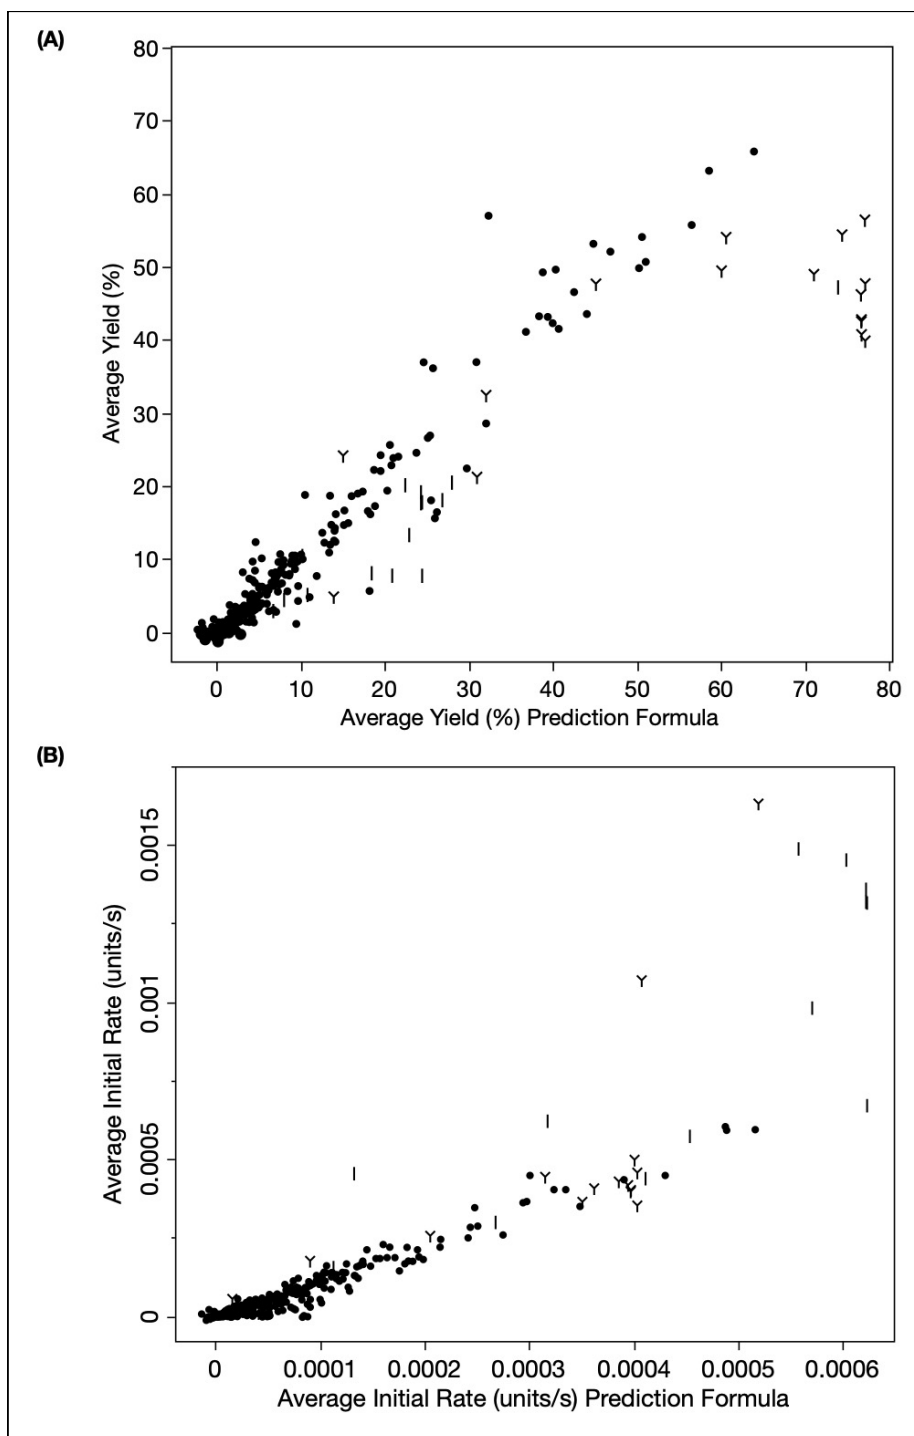 (A)
80
70
60
50
40
30
20
10
0
Average Yield (%)
0 10 20 30 40 50 60 70 80
Average Yield (%) Prediction Formula
(B)
0.0015
0.001
0.0005
0
Average Initial Rate (units/s)
0 0.0001 0.0002 0.0003 0.0004 0.0005 0.0006
Average Initial Rate (units/s) Prediction Formula